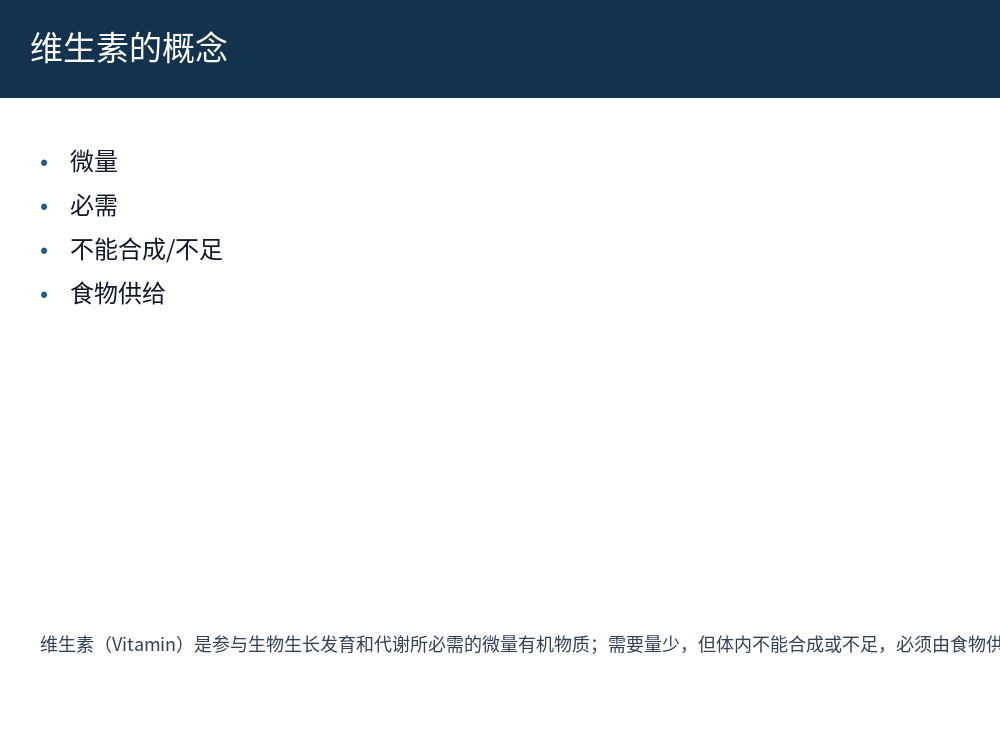 维生素的概念
• 微量
• 必需
• 不能合成/不足
• 食物供给
维生素（Vitamin）是参与生物生长发育和代谢所必需的微量有机物质；需要量少，但体内不能合成或不足，必须由食物供